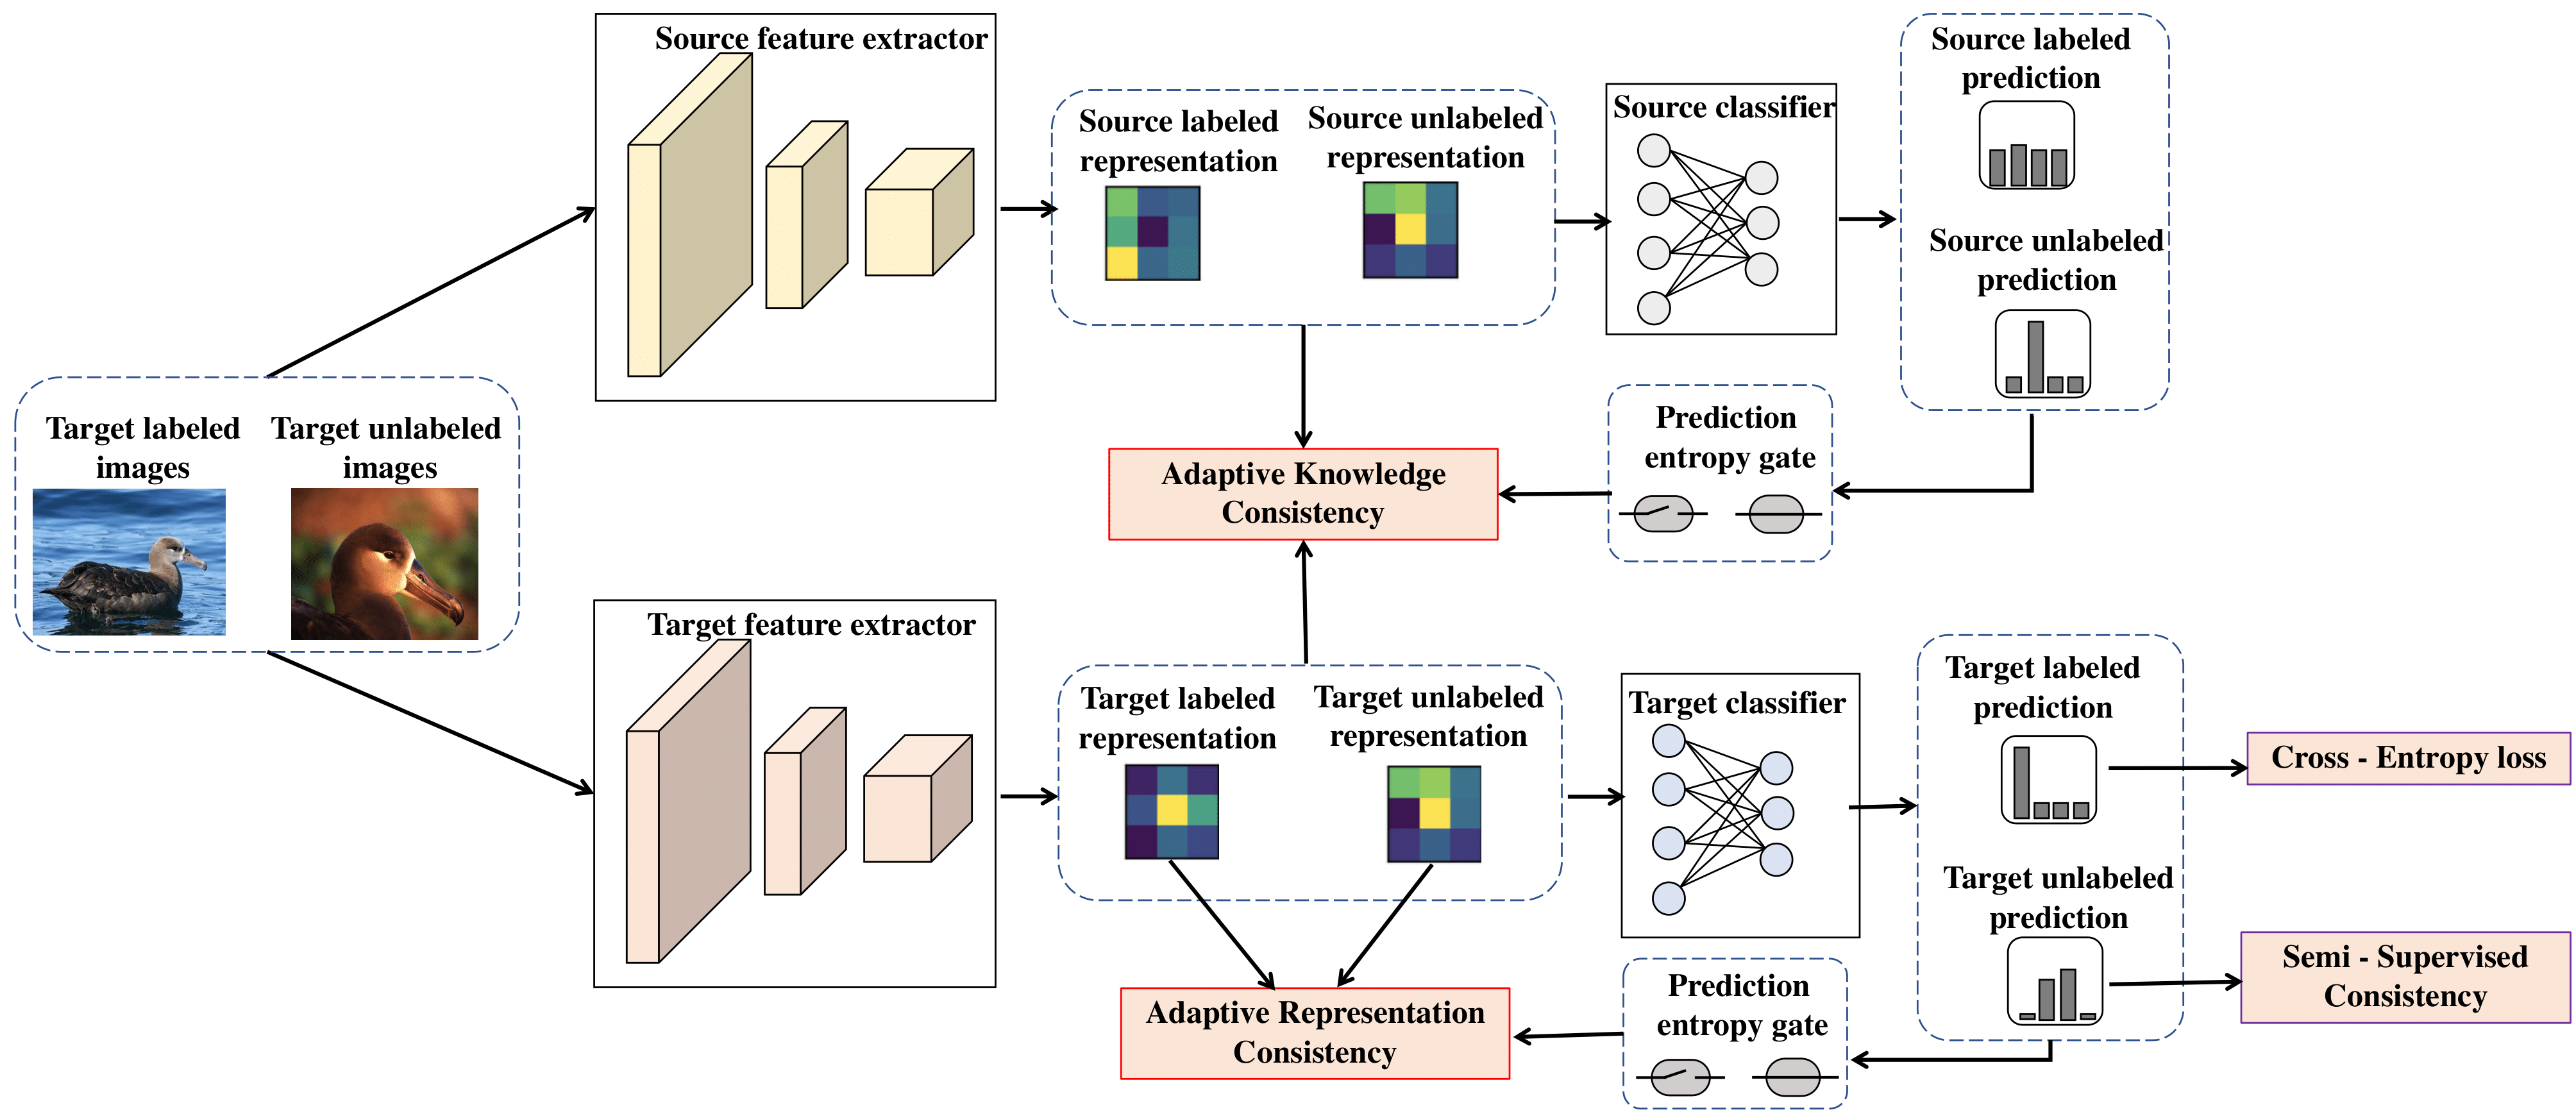 Source feature extractor
Source labeled
representation
Source unlabeled
representation
Source classifier
Source labeled
prediction
Source unlabeled
prediction
Target labeled
images
Target unlabeled
images
Adaptive Knowledge
Consistency
Prediction
entropy gate
Target feature extractor
Target labeled
representation
Target unlabeled
representation
Target classifier
Target labeled
prediction
Target unlabeled
prediction
Cross - Entropy loss
Semi - Supervised
Consistency
Adaptive Representation
Consistency
Prediction
entropy gate